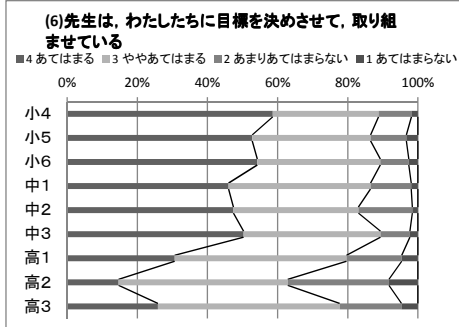 (6)先生は，わたしたちに目標を決めさせて，取り組
ませている
■4 あてはまる ■3 ややあてはまる ■2 あまりあてはまらない ■1 あてはまらない
0% 20% 40% 60% 80% 100%
小4
小5
小6
中1
中2
中3
高1
高2
高3